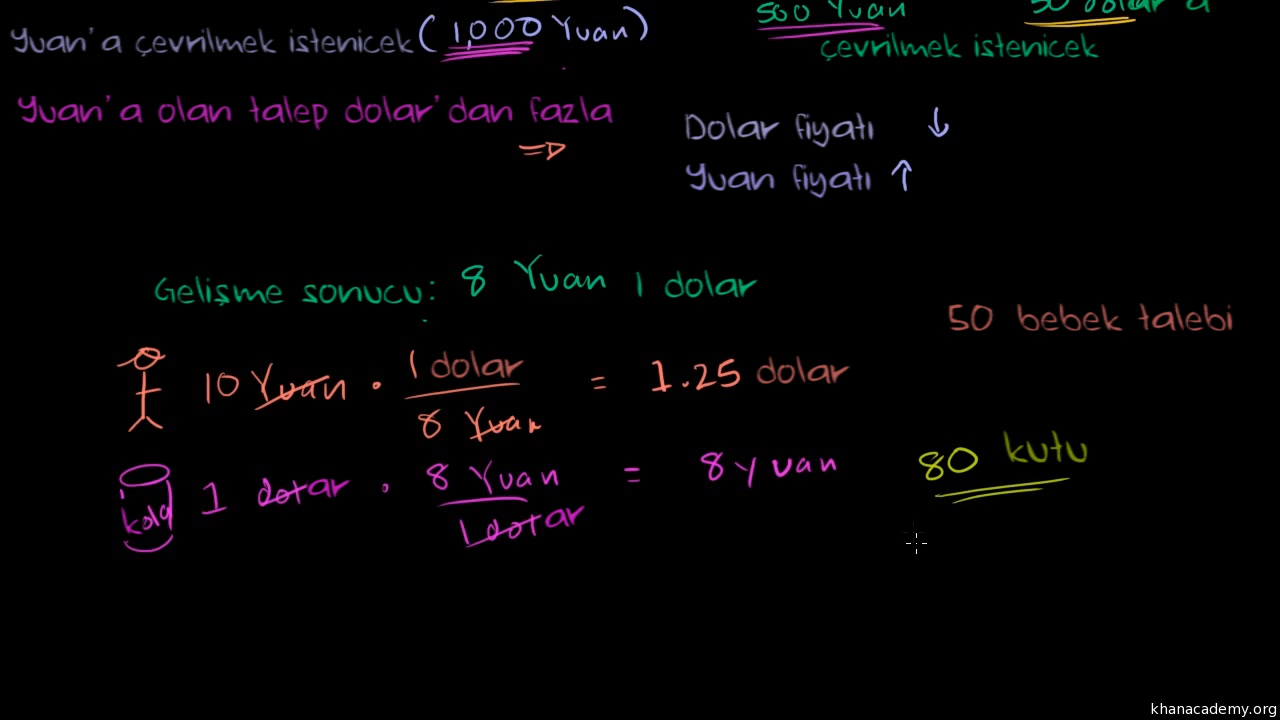 500 Yuan 50 dolar'a
Yuan'a çevrilmek istenicek (1,000 Yuan)
çevrilmek istenicek
Yuan'a olan talep dolar'dan fazla
⇒
Dolar fiyatı ↓
Yuan fiyatı ↑
Gelişme sonucu: 8 Yuan 1 dolar
50 bebek talebi
10 Yuan · 1 dolar / 8 Yuan = 1.25 dolar
kola 1 dolar · 8 Yuan / 1 dolar = 8 yuan
80 kutu
khanacademy.org